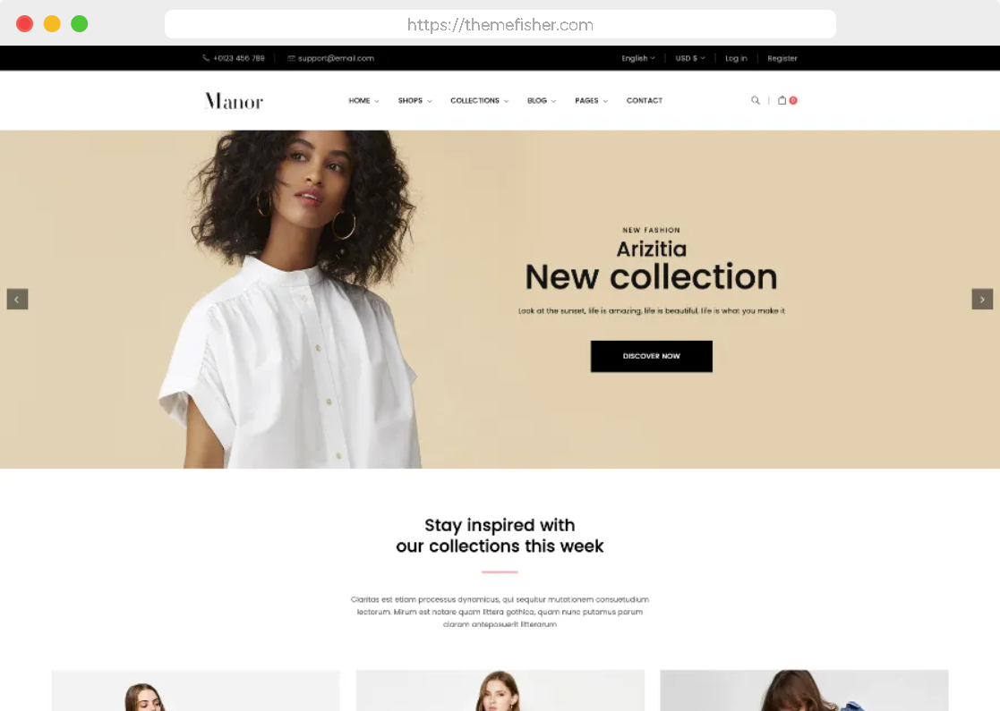 https://themefisher.com
+0123 456 789
support@email.com
English
USD $
Log in
Register
Manor
HOME
SHOPS
COLLECTIONS
BLOG
PAGES
CONTACT
0
NEW FASHION
Arizitia
New collection
Look at the sunset, life is amazing, life is beautiful, life is what you make it
DISCOVER NOW
Stay inspired with
our collections this week
Claritas est etiam processus dynamicus, qui sequitur mutationem consuetudium
lectorum. Mirum est notare quam littera gothica, quam nunc putamus parum
claram anteposuerit litterarum